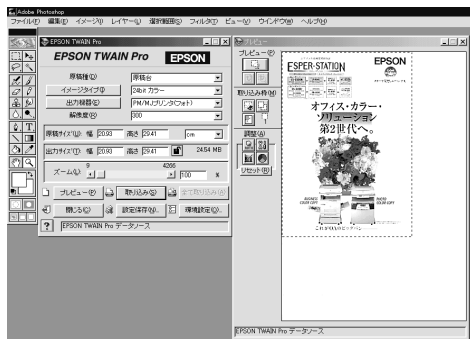 Adobe Photoshop
ファイル(F) 編集(E) イメージ(I) レイヤー(L) 選択範囲(S) フィルタ(T) ビュー(V) ウインドウ(W) ヘルプ(H)
EPSON TWAIN Pro
EPSON TWAIN Pro
EPSON
原稿種(O) 原稿台
イメージタイプ(I) 24bit カラー
出力機器(E) PM/MJプリンタ(フォト)
解像度(R) 300
原稿サイズ(U): 幅 20.93 高さ 29.41 cm
出力サイズ(T): 幅 20.93 高さ 29.41 24.54 MB
9 4266
ズーム(L) 100 %
プレビュー(P) 取り込み(S) 全て取り込み(A)
閉じる(C) 設定保存(N)... 環境設定(G)...
EPSON TWAIN Pro データソース
プレビュー
プレビュー(P)
取り込み枠(M)
調整(A)
リセット(B)
ESPER-STATION
EPSON
オフィス・カラー・
ソリューション
第2世代へ。
BUSINESS
COLOR COPY
PHOTO
COLOR COPY
EPSON TWAIN Pro データソース